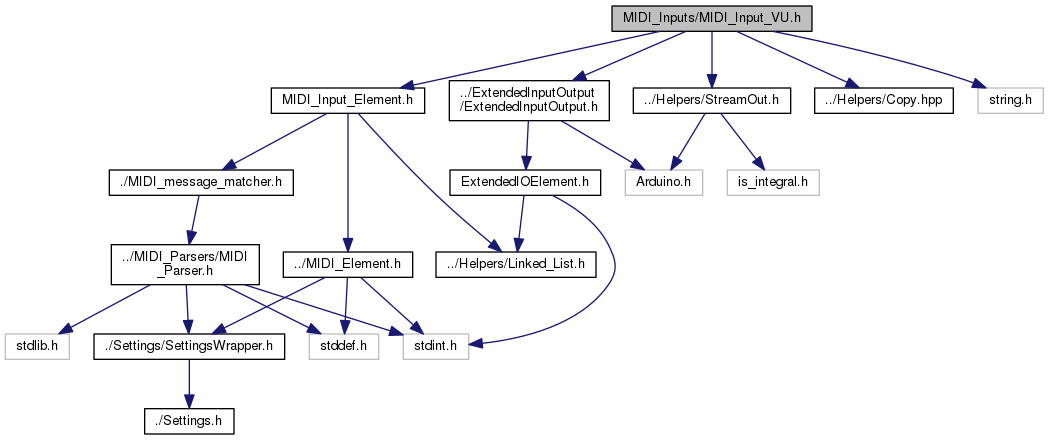 MIDI_Inputs/MIDI_Input_VU.h
MIDI_Input_Element.h
../ExtendedInputOutput
/ExtendedInputOutput.h
../Helpers/StreamOut.h
../Helpers/Copy.hpp
string.h
./MIDI_message_matcher.h
ExtendedIOElement.h
Arduino.h
is_integral.h
../MIDI_Parsers/MIDI
_Parser.h
../MIDI_Element.h
../Helpers/Linked_List.h
stdlib.h
./Settings/SettingsWrapper.h
stddef.h
stdint.h
./Settings.h